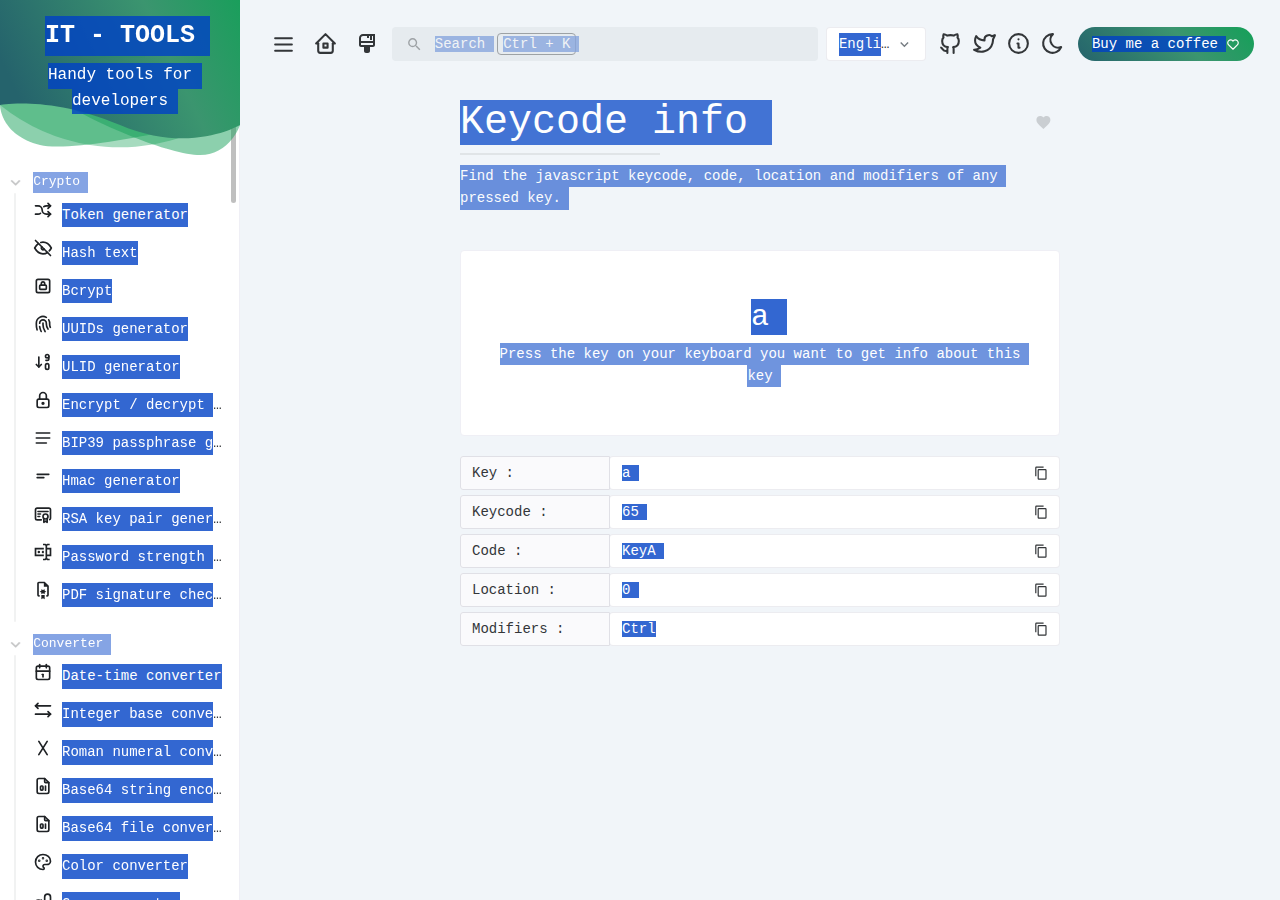 IT - TOOLS
Handy tools for
developers
Crypto
Token generator
Hash text
Bcrypt
UUIDs generator
ULID generator
Encrypt / decrypt …
BIP39 passphrase g…
Hmac generator
RSA key pair gener…
Password strength …
PDF signature chec…
Converter
Date-time converter
Integer base conve…
Roman numeral conv…
Base64 string enco…
Base64 file conver…
Color converter
Search Ctrl + K
Engli…
Buy me a coffee
Keycode info
Find the javascript keycode, code, location and modifiers of any
pressed key.
a
Press the key on your keyboard you want to get info about this
key
Key : a
Keycode : 65
Code : KeyA
Location : 0
Modifiers : Ctrl